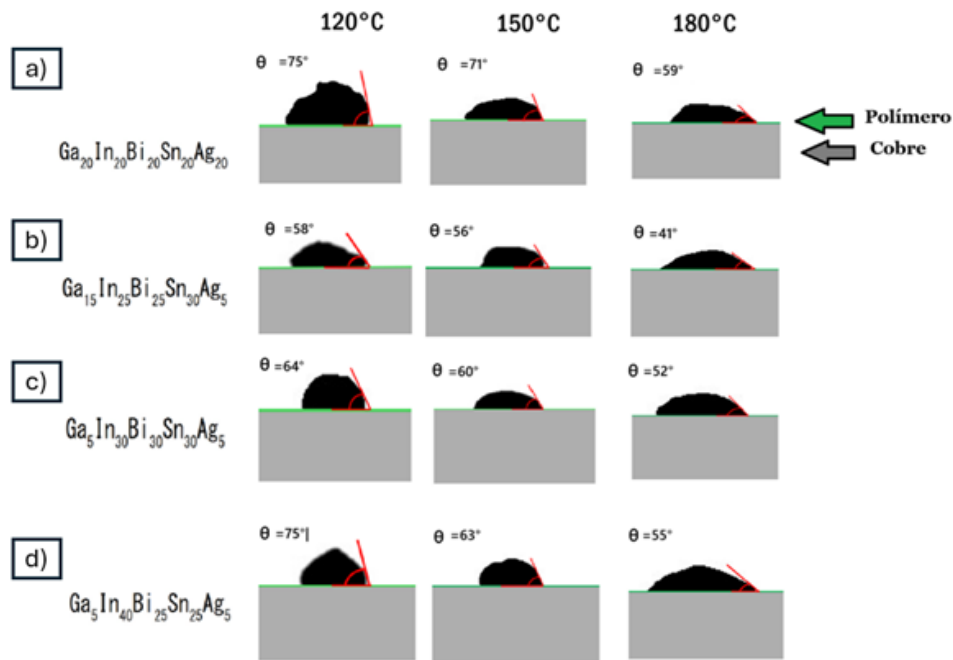 120°C 150°C 180°C
a)
θ =75° θ =71° θ =59°
Polímero
Cobre
Ga₂₀In₂₀Bi₂₀Sn₂₀Ag₂₀
b)
θ =58° θ =56° θ =41°
Ga₁₅In₂₅Bi₂₅Sn₃₀Ag₅
c)
θ =64° θ =60° θ =52°
Ga₅In₃₀Bi₃₀Sn₃₀Ag₅
d)
θ =75°| θ =63° θ =55°
Ga₅In₄₀Bi₂₅Sn₂₅Ag₅